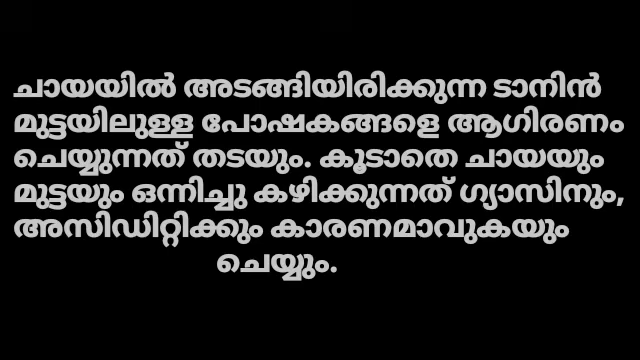 ചായയിൽ അടങ്ങിയിരിക്കുന്ന ടാനിൻ
മുട്ടയിലുള്ള പോഷകങ്ങളെ ആഗിരണം
ചെയ്യുന്നത് തടയും. കൂടാതെ ചായയും
മുട്ടയും ഒന്നിച്ചു കഴിക്കുന്നത് ഗ്യാസിനും,
അസിഡിറ്റിക്കും കാരണമാവുകയും
ചെയ്യും.